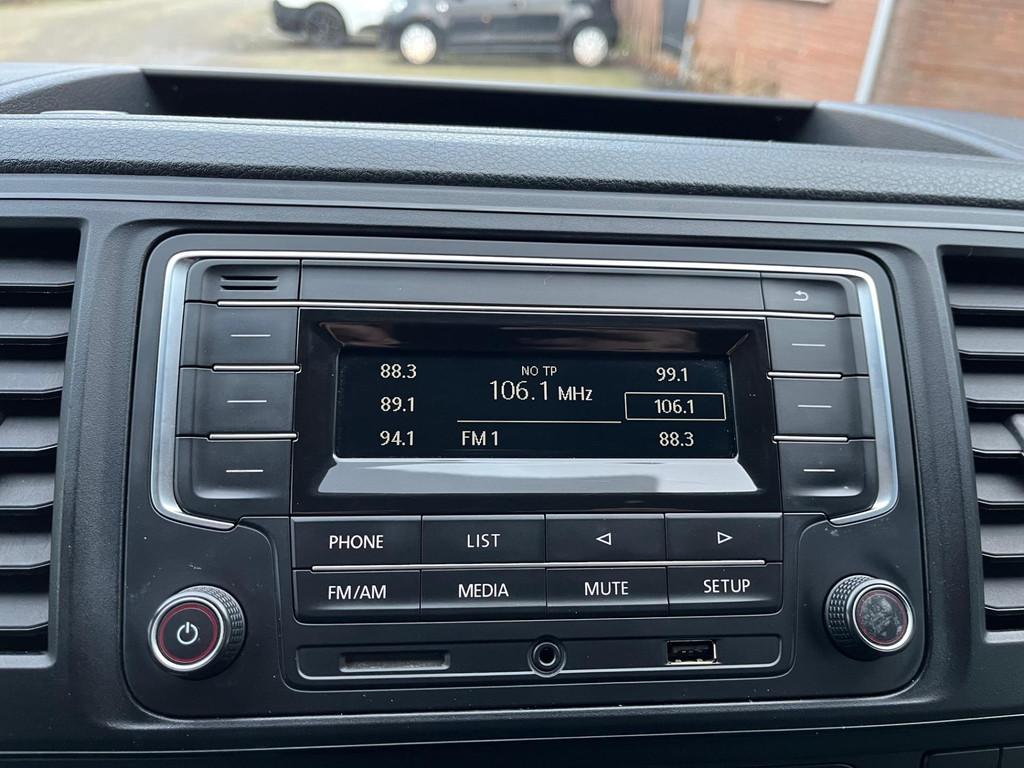 88.3
NO TP
99.1
106.1 MHz
89.1
106.1
94.1
FM 1
88.3
PHONE
LIST
FM/AM
MEDIA
MUTE
SETUP